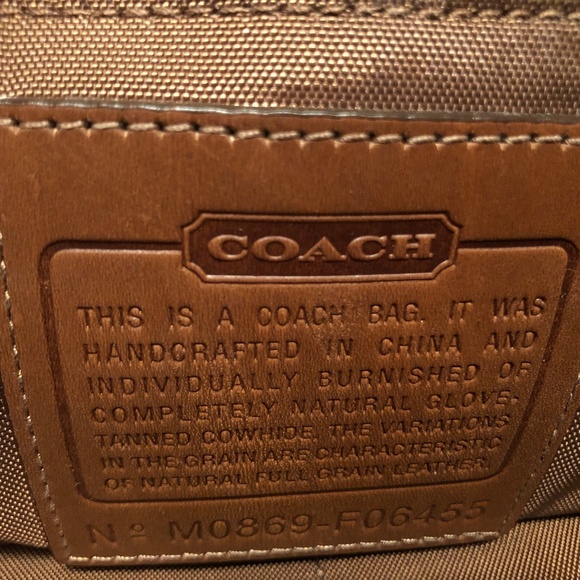 COACH
THIS IS A COACH BAG. IT WAS
HANDCRAFTED IN CHINA AND
INDIVIDUALLY BURNISHED OF
COMPLETELY NATURAL GLOVE-
TANNED COWHIDE. THE VARIATIONS
IN THE GRAIN ARE CHARACTERISTIC
OF NATURAL FULL GRAIN LEATHER.
Nº M0869-F06455